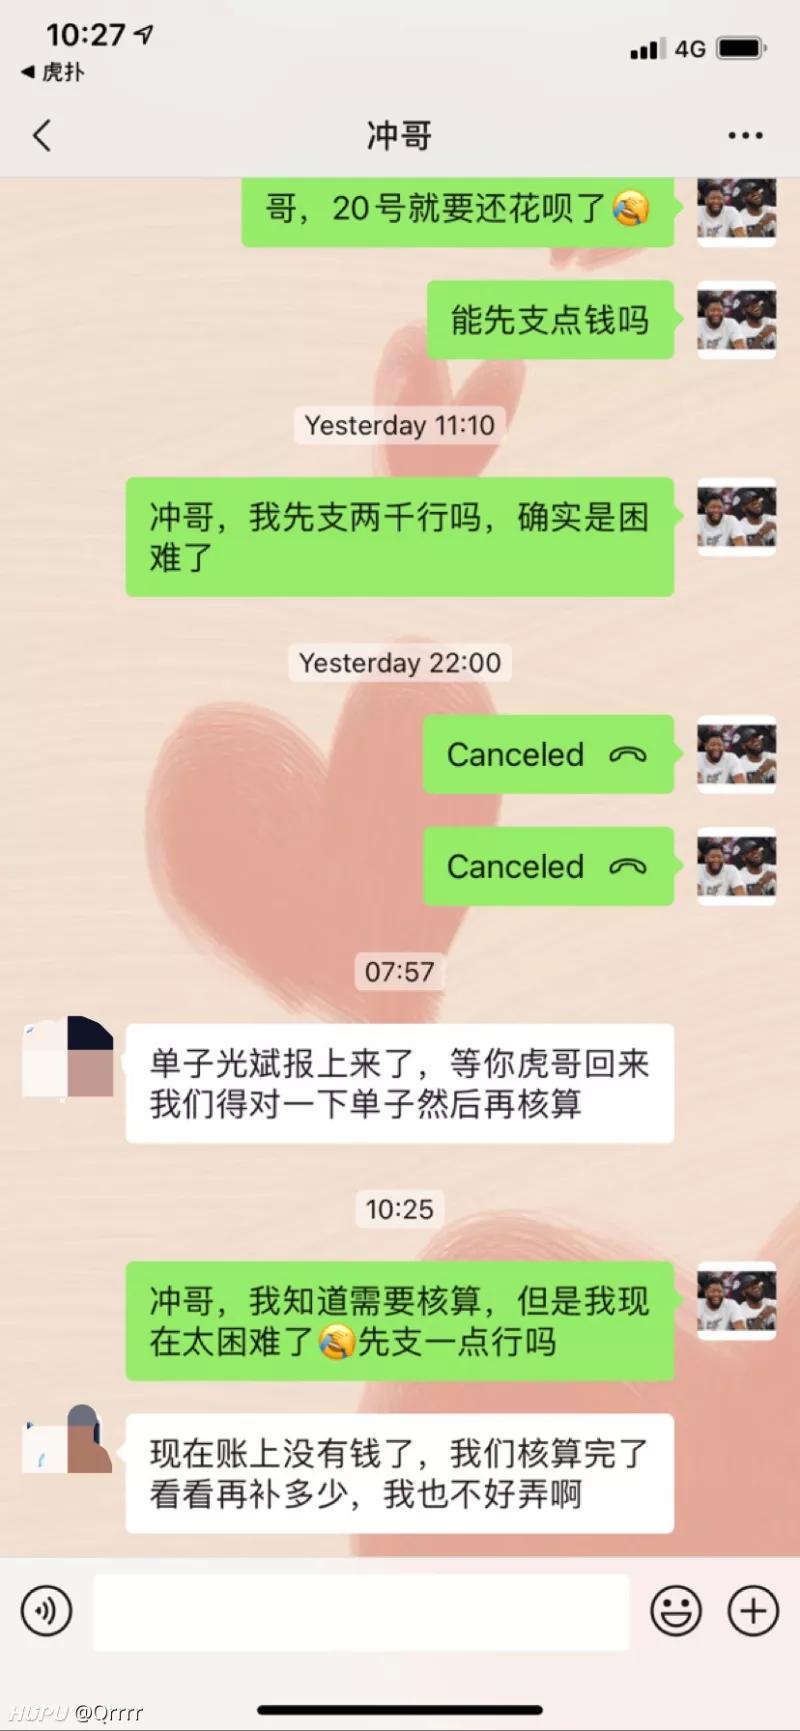 10:27
4G
虎扑
冲哥
哥，20号就要还花呗了
能先支点钱吗
Yesterday 11:10
冲哥，我先支两千行吗，确实是困
难了
Yesterday 22:00
Canceled
Canceled
07:57
单子光斌报上来了，等你虎哥回来
我们得对一下单子然后再核算
10:25
冲哥，我知道需要核算，但是我现
在太困难了先支一点行吗
现在账上没有钱了，我们核算完了
看看再补多少，我也不好弄啊
HUPU @Qrrrr